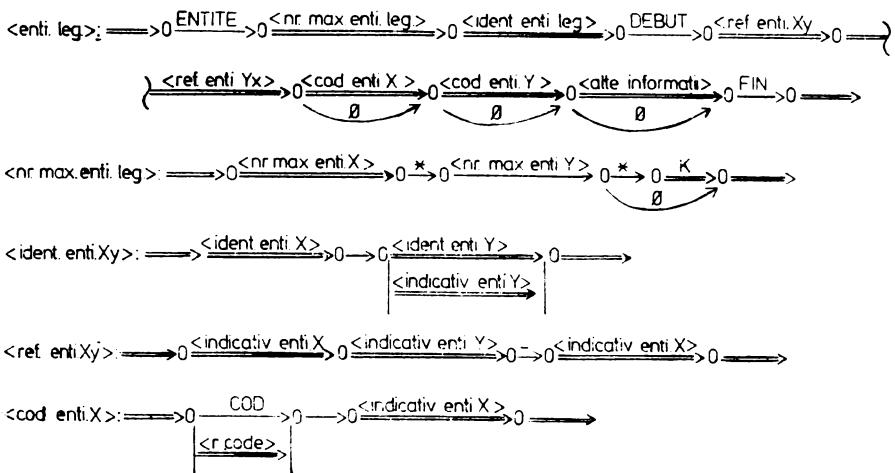 <enti. leg>: ENTITE <nr. max enti. leg.> <ident enti leg> DEBUT <ref enti. Xy>
<ref enti Yx> <cod enti X> <cod enti. Y> <alte informatii> FIN
Ø Ø Ø
<nr max. enti. leg>: <nr max enti.X> * <nr. max enti Y> * K
Ø
<ident. enti.Xy>: <ident enti. X> <ident enti Y>
<indicativ enti Y>
<ref. enti Xy>: <indicativ enti X <indicativ enti Y> - <indicativ enti X>
<cod enti.X>: COD <indicativ enti X>
<r code>